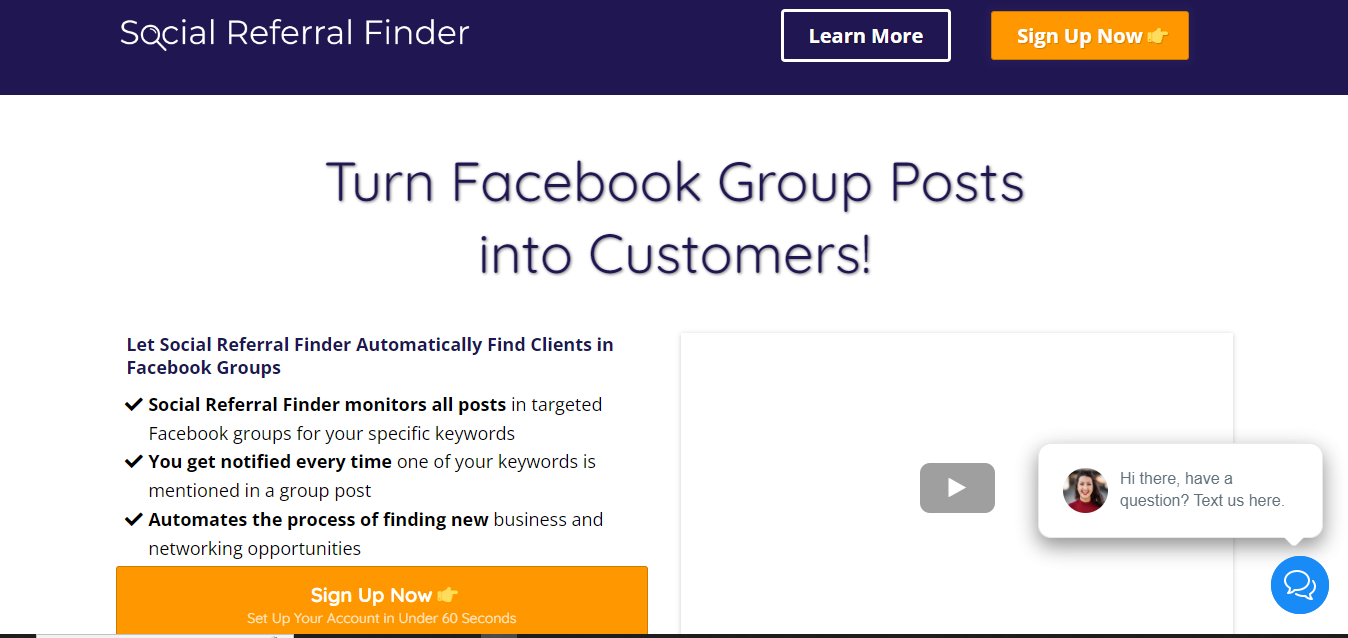 Social Referral Finder
Learn More
Sign Up Now
Turn Facebook Group Posts
into Customers!
Let Social Referral Finder Automatically Find Clients in
Facebook Groups
Social Referral Finder monitors all posts in targeted
Facebook groups for your specific keywords
You get notified every time one of your keywords is
mentioned in a group post
Automates the process of finding new business and
networking opportunities
Sign Up Now
Set Up Your Account in Under 60 Seconds
Hi there, have a
question? Text us here.